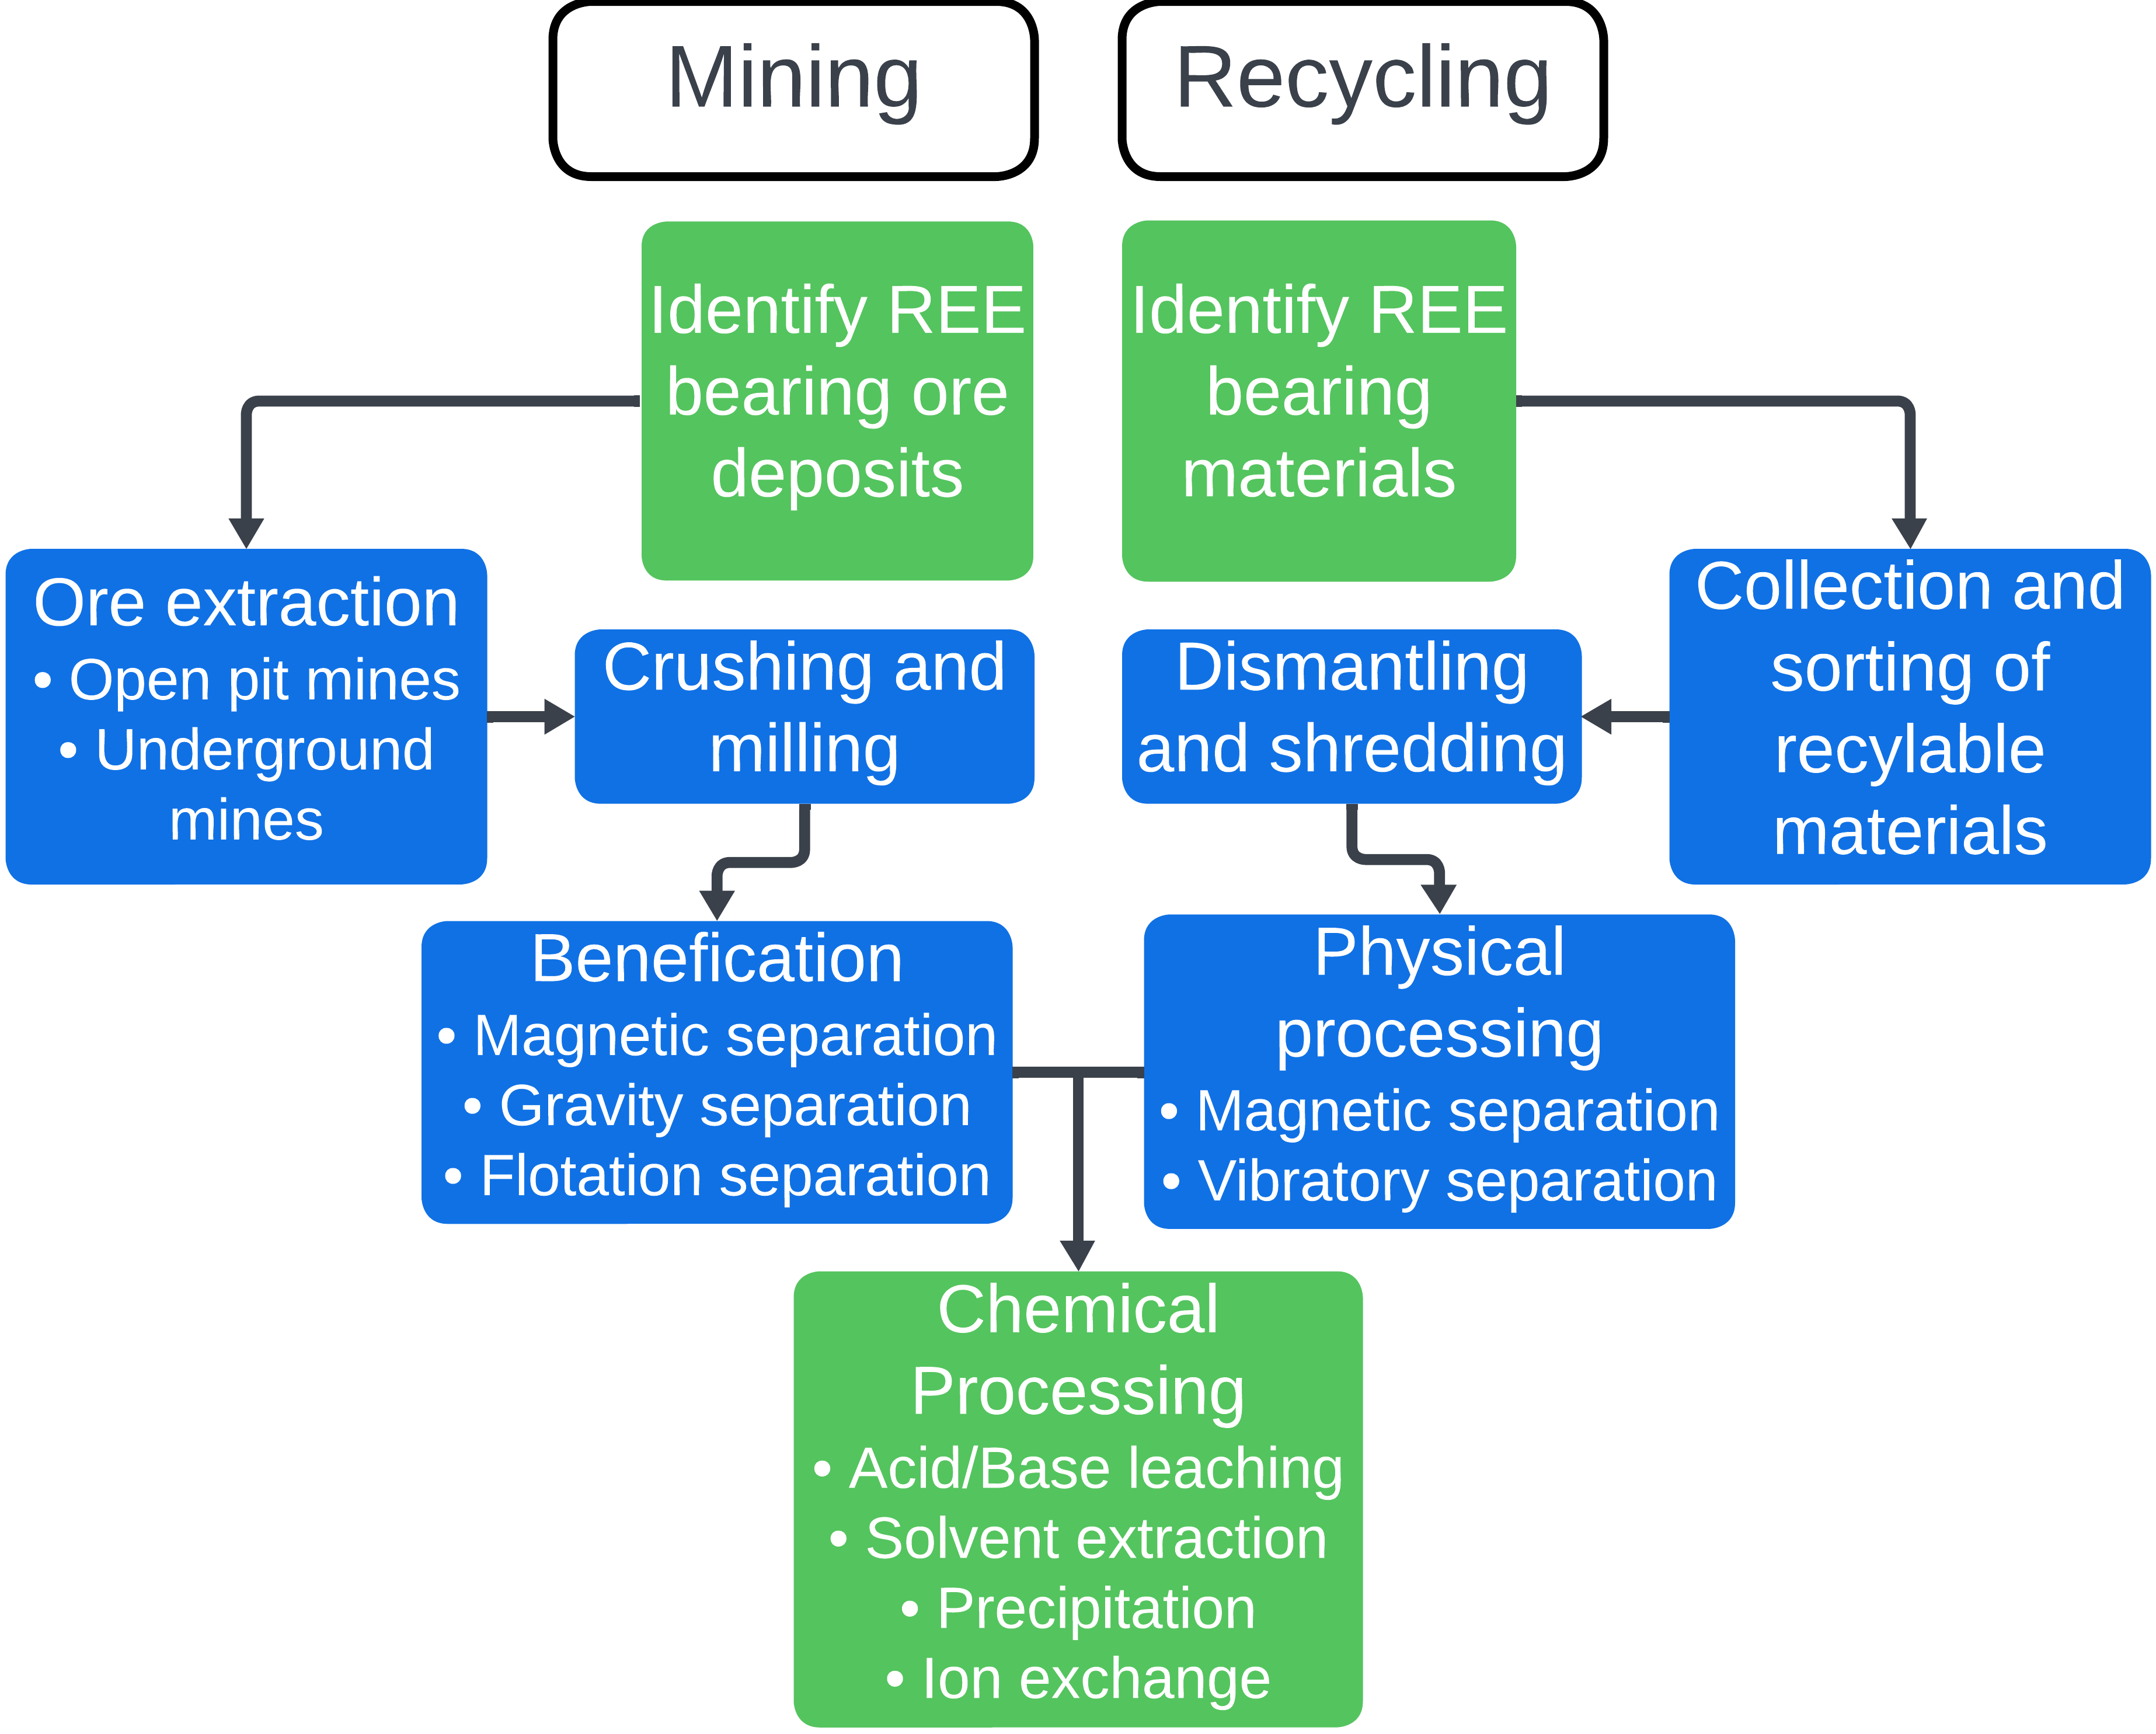 Mining
Recycling
Identify REE
bearing ore
deposits
Identify REE
bearing
materials
Ore extraction
• Open pit mines
• Underground
mines
Crushing and
milling
Dismantling
and shredding
Collection and
sorting of
recylable
materials
Benefication
• Magnetic separation
• Gravity separation
• Flotation separation
Physical
processing
• Magnetic separation
• Vibratory separation
Chemical
Processing
• Acid/Base leaching
• Solvent extraction
• Precipitation
• Ion exchange